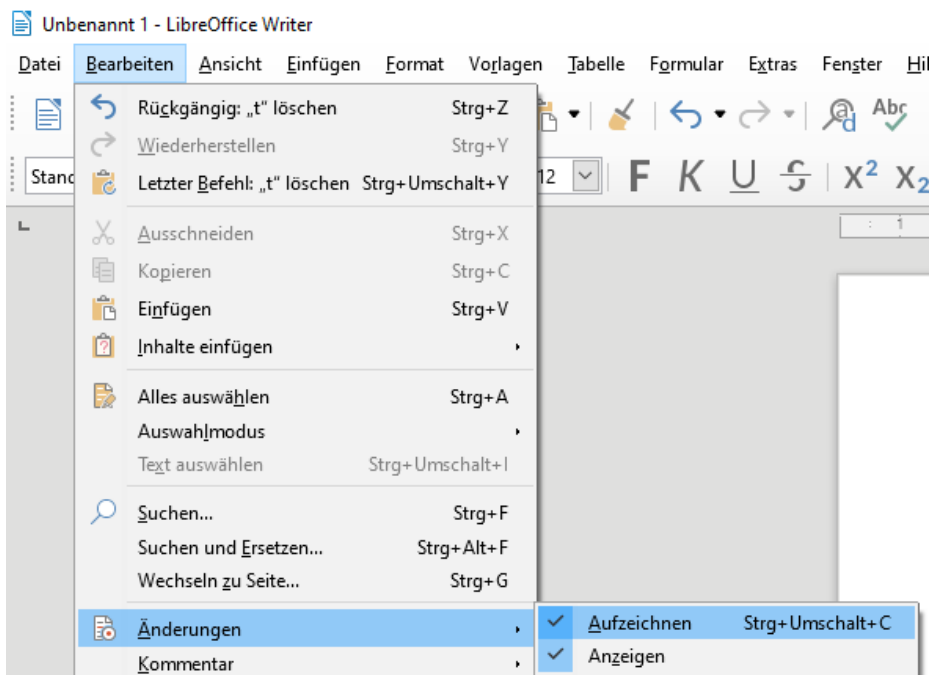 Unbenannt 1 - LibreOffice Writer
Datei Bearbeiten Ansicht Einfügen Format Vorlagen Tabelle Formular Extras Fenster
Rückgängig: „t“ löschen Strg+Z
Wiederherstellen Strg+Y
Letzter Befehl: „t“ löschen Strg+Umschalt+Y
12 F K U S X² X₂
Ausschneiden Strg+X
Kopieren Strg+C
1
Einfügen Strg+V
Inhalte einfügen
Alles auswählen Strg+A
Auswahlmodus
Text auswählen Strg+Umschalt+I
Suchen... Strg+F
Suchen und Ersetzen... Strg+Alt+F
Wechseln zu Seite... Strg+G
Änderungen
Aufzeichnen Strg+Umschalt+C
Kommentar
Anzeigen